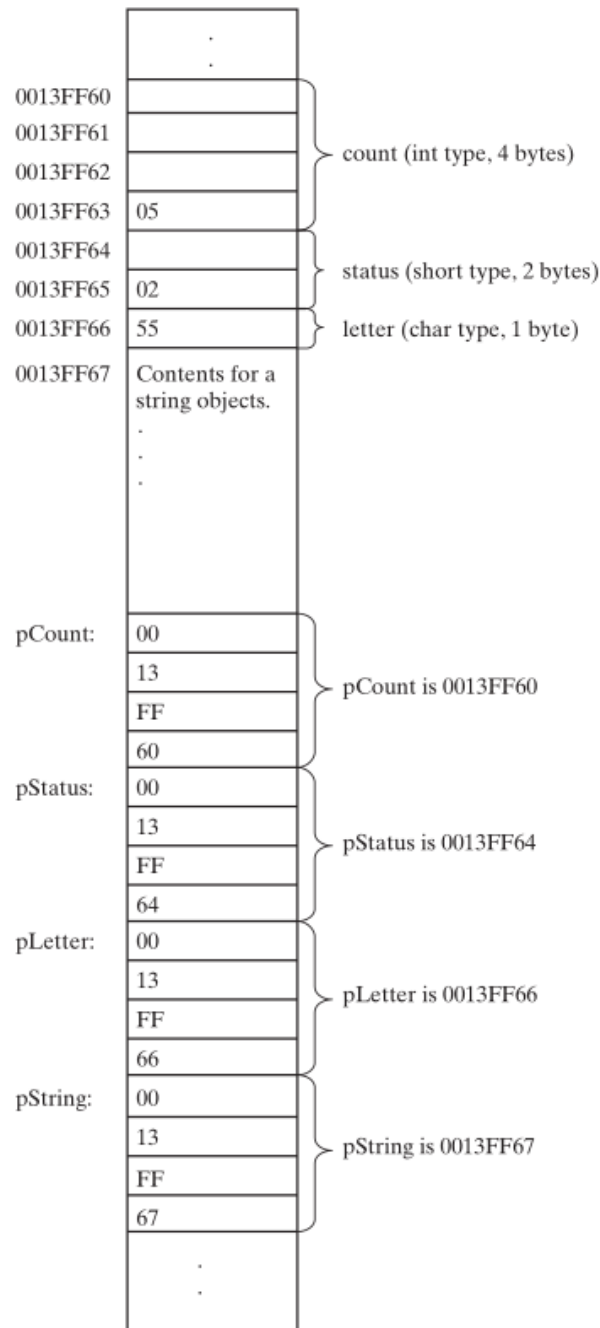 0013FF60
0013FF61
0013FF62
count (int type, 4 bytes)
0013FF63 05
0013FF64
status (short type, 2 bytes)
0013FF65 02
0013FF66 55 letter (char type, 1 byte)
0013FF67 Contents for a
string objects.
pCount: 00
13
pCount is 0013FF60
FF
60
pStatus: 00
13
pStatus is 0013FF64
FF
64
pLetter: 00
13
pLetter is 0013FF66
FF
66
pString: 00
13
pString is 0013FF67
FF
67